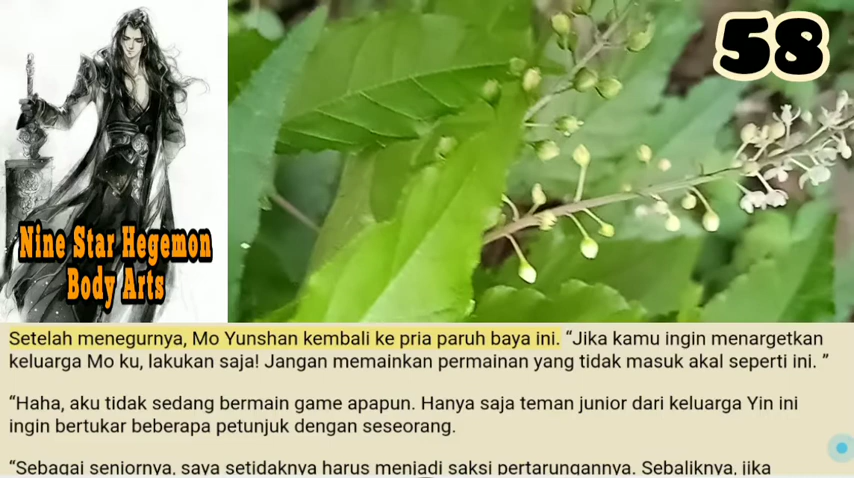 58
Nine Star Hegemon
Body Arts
Setelah menegurnya, Mo Yunshan kembali ke pria paruh baya ini. “Jika kamu ingin menargetkan
keluarga Mo ku, lakukan saja! Jangan memainkan permainan yang tidak masuk akal seperti ini. ”
“Haha, aku tidak sedang bermain game apapun. Hanya saja teman junior dari keluarga Yin ini
ingin bertukar beberapa petunjuk dengan seseorang.
“Sebagai seniornya, saya setidaknya harus menjadi saksi pertarungannya. Sebaliknya, jika